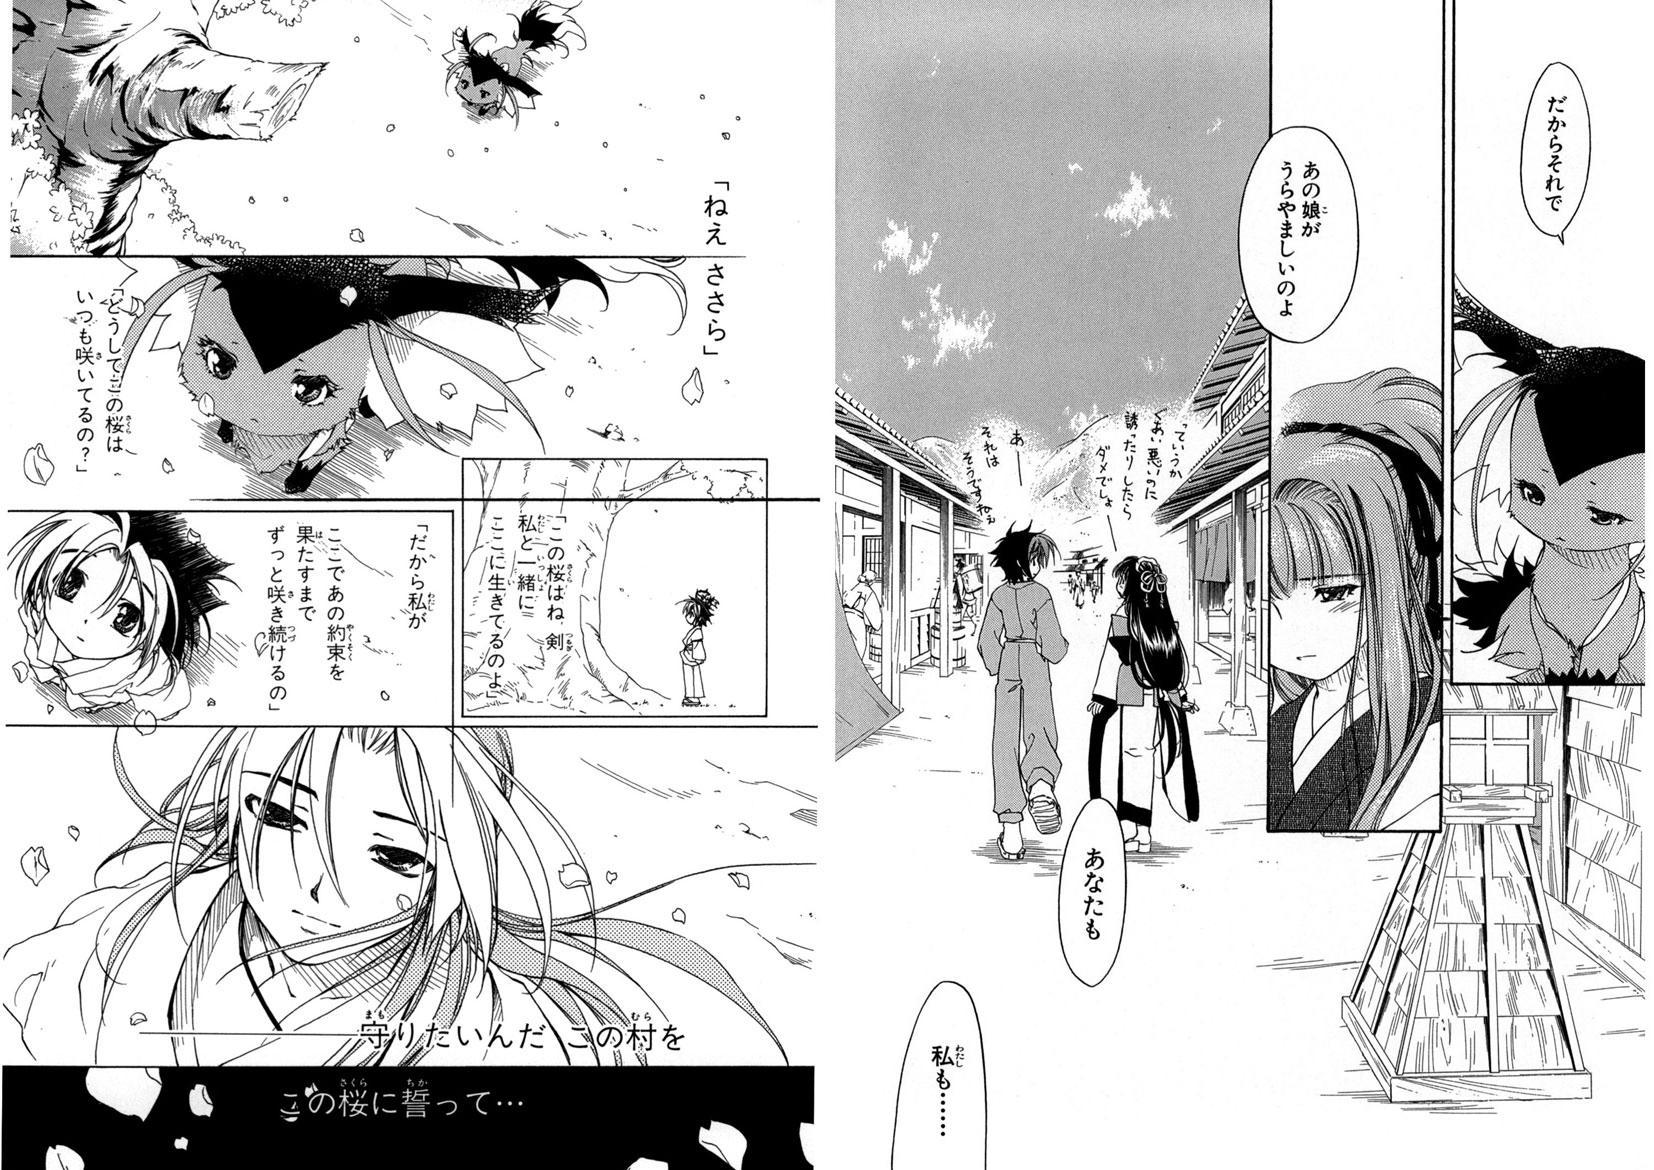 だからそれで
あの娘が
うらやましいのよ
っていうか
ぐあい悪いのに
誘ったりしたら
ダメでしょ
あ――
それは
そうですねぇ
あなたも
私も……
「ねえ ささら」
「どうしてこの桜は
いつも咲いてるの？」
「この桜はね 剣
私と一緒に
ここに生きてるのよ」
「だから私が
ここであの約束を
果たすまで
ずっと咲き続けるの」
――守りたいんだ この村を
この桜に誓って…